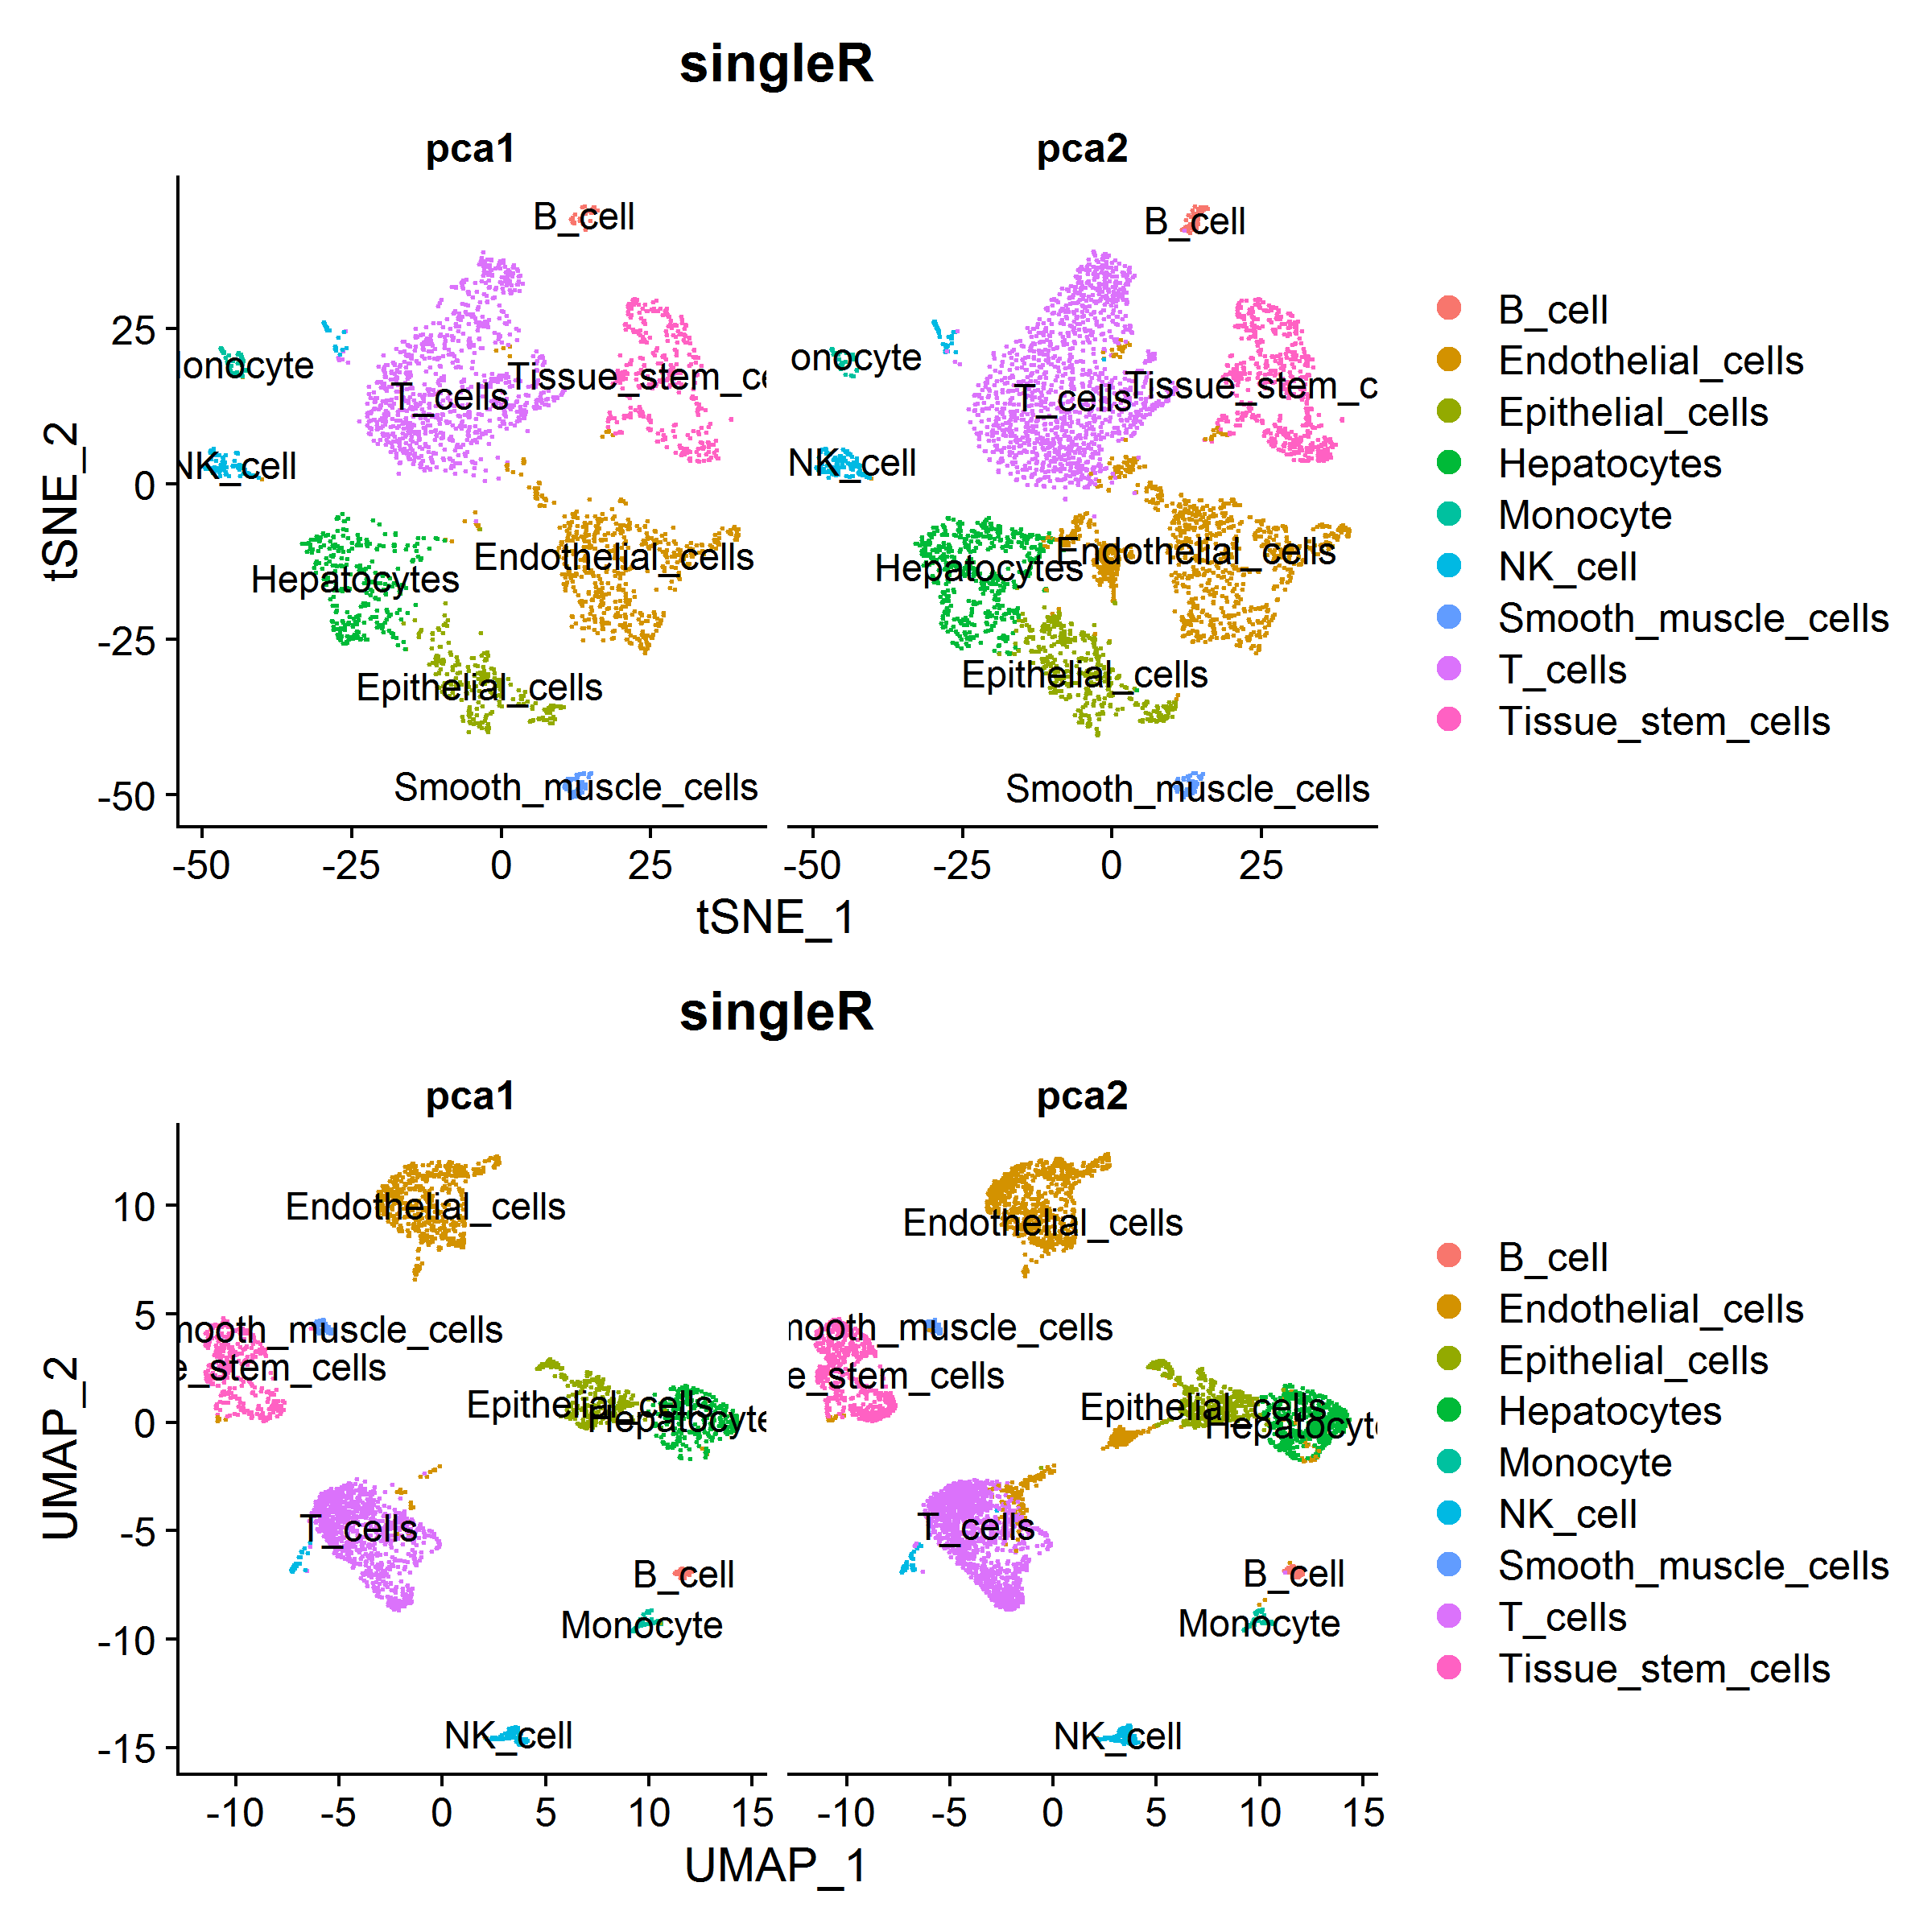 singleR
pca1 pca2
B_cell
B_cell
onocyte
T_cells
Tissue_stem_ce
onocyte
T_cells
Tissue_stem_c
NK_cell
NK_cell
Hepatocytes
Endothelial_cells
Hepatocytes
Endothelial_cells
Epithelial_cells
Epithelial_cells
Smooth_muscle_cells
Smooth_muscle_cells
25
0
-25
-50
tSNE_2
-50 -25 0 25 -50 -25 0 25
tSNE_1
B_cell
Endothelial_cells
Epithelial_cells
Hepatocytes
Monocyte
NK_cell
Smooth_muscle_cells
T_cells
Tissue_stem_cells
singleR
pca1 pca2
Endothelial_cells
Endothelial_cells
mooth_muscle_cells
e_stem_cells
mooth_muscle_cells
e_stem_cells
Epithelial_cells
Hepatocyte
Epithelial_cells
Hepatocyt
T_cells
T_cells
B_cell
B_cell
Monocyte
Monocyte
NK_cell
NK_cell
10
5
0
-5
-10
-15
UMAP_2
-10 -5 0 5 10 15 -10 -5 0 5 10 15
UMAP_1
B_cell
Endothelial_cells
Epithelial_cells
Hepatocytes
Monocyte
NK_cell
Smooth_muscle_cells
T_cells
Tissue_stem_cells